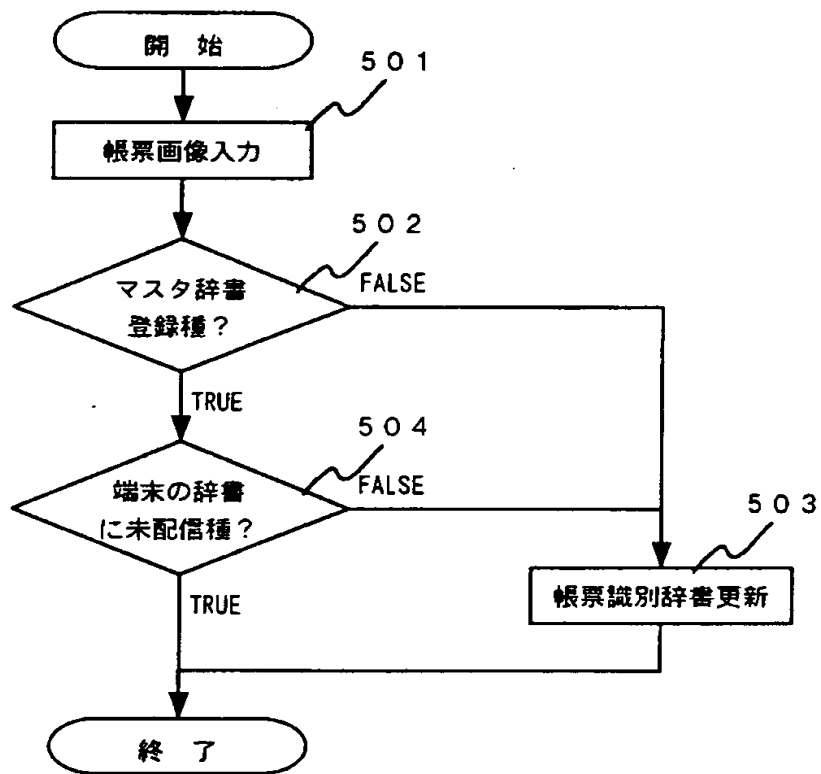 開 始
５０１
帳票画像入力
５０２
マスタ辞書
登録種？
FALSE
TRUE
５０４
端末の辞書
に未配信種？
FALSE
５０３
帳票識別辞書更新
TRUE
終 了